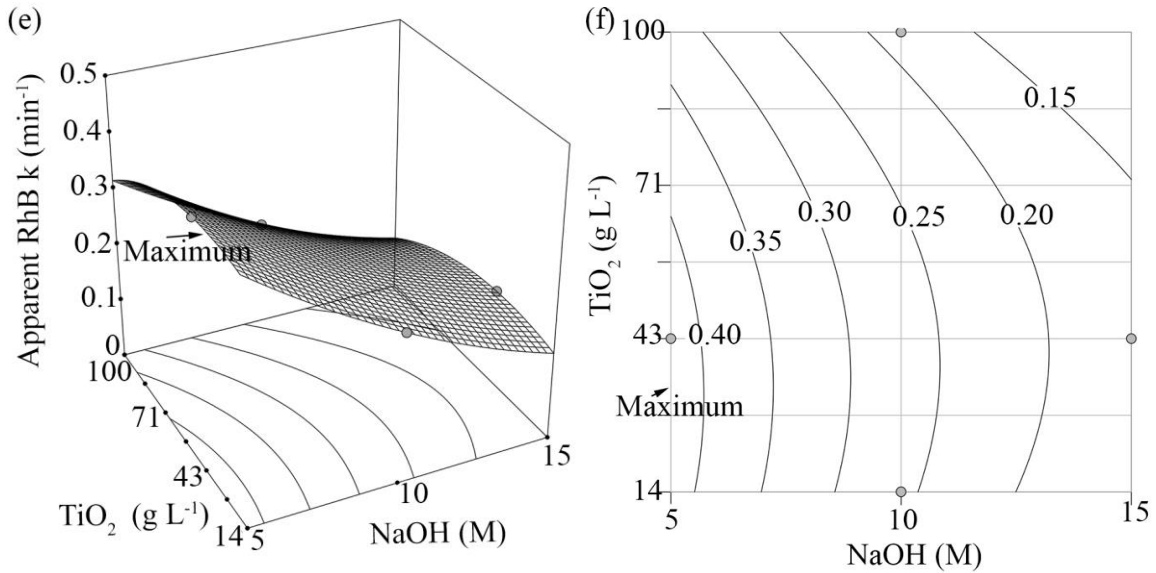 (e)
Apparent RhB k (min⁻¹)
0.5
0.4
0.3
0.2
0.1
0
Maximum
100
71
43
14
TiO₂ (g L⁻¹)
5
10
15
NaOH (M)
(f)
TiO₂ (g L⁻¹)
100
71
43
14
0.15
0.20
0.25
0.30
0.35
0.40
Maximum
5
10
15
NaOH (M)